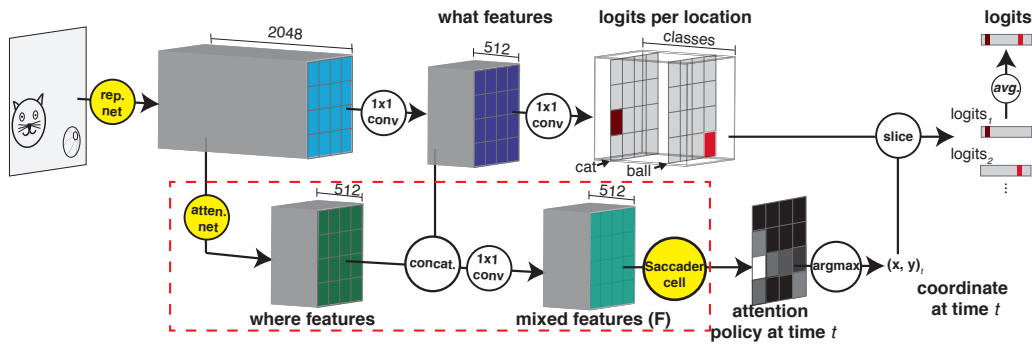 what features
logits per location
logits
2048
512
classes
rep.
net
1x1
conv
1x1
conv
avg.
logits1
slice
logits2
...
cat
ball
512
512
atten.
net
concat.
1x1
conv
Saccader
cell
argmax
(x, y)t
where features
mixed features (F)
attention
policy at time t
coordinate
at time t